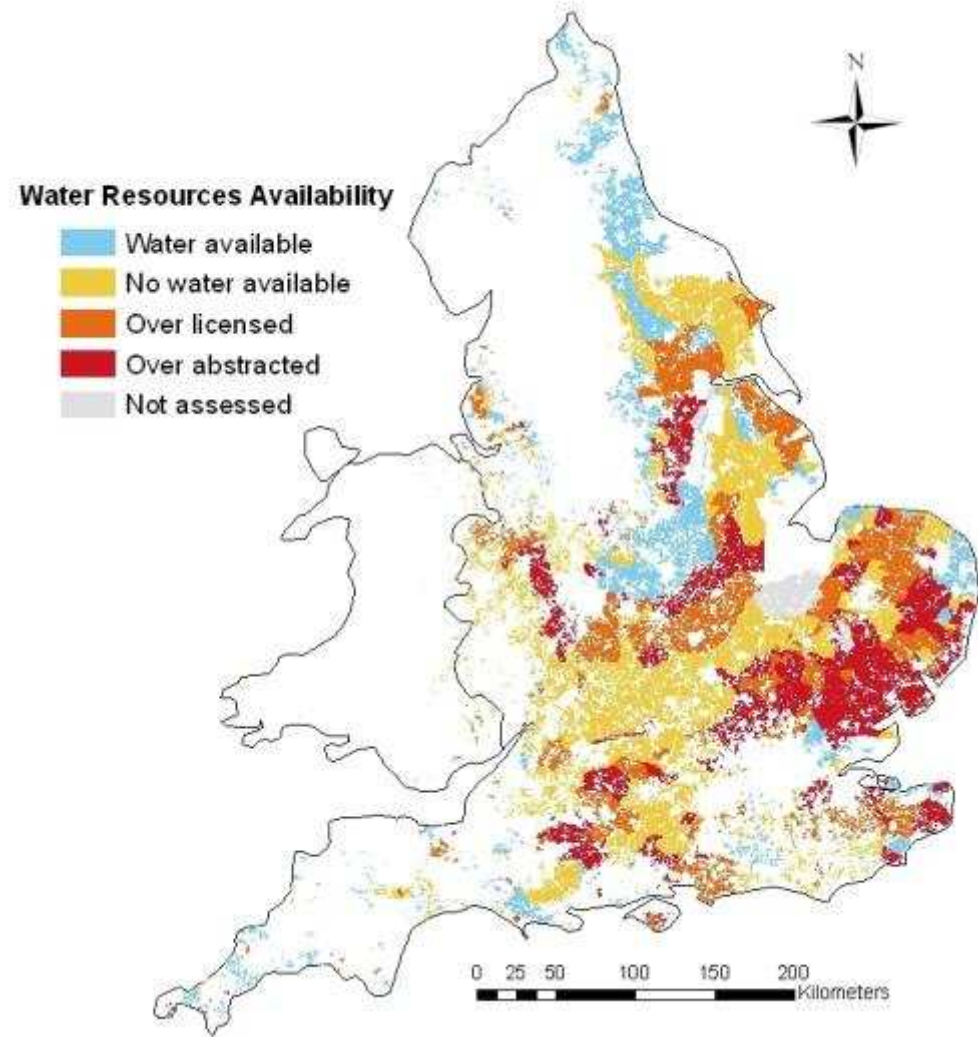 N
Water Resources Availability
Water available
No water available
Over licensed
Over abstracted
Not assessed
0 25 50 100 150 200
Kilometers